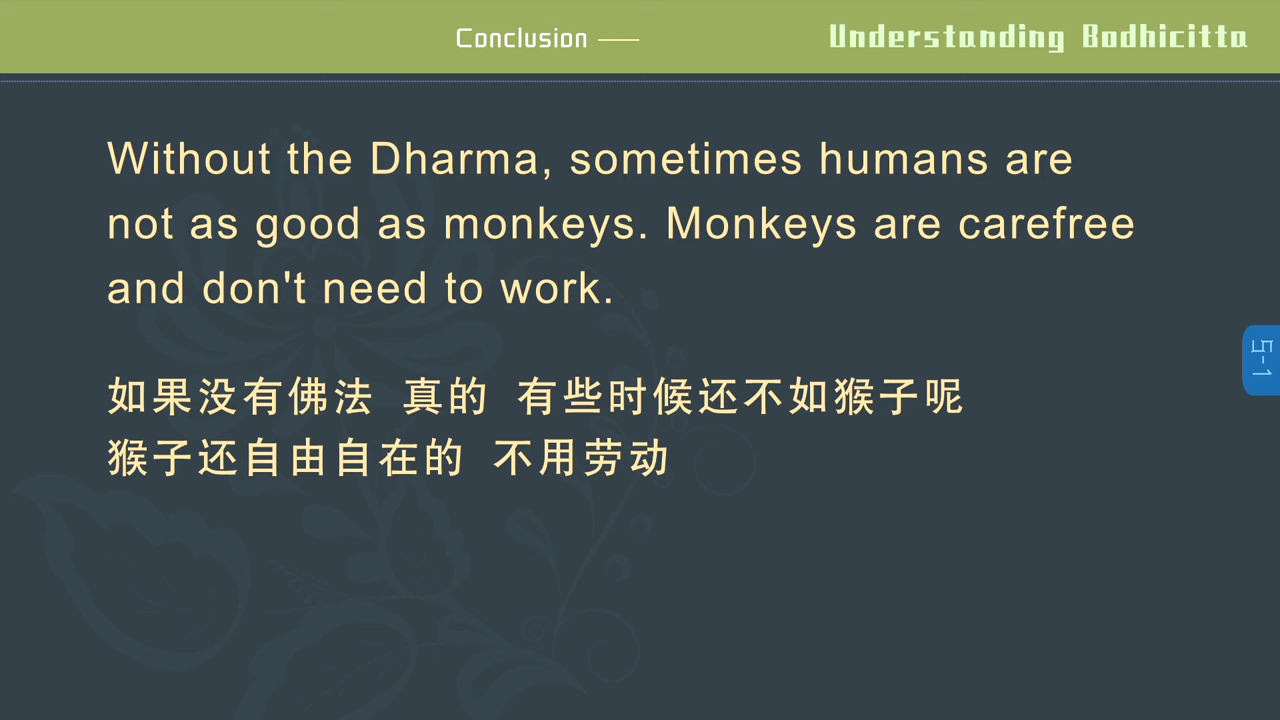 Conclusion
Understanding Bodhicitta
Without the Dharma, sometimes humans are
not as good as monkeys. Monkeys are carefree
and don't need to work.
如果没有佛法 真的 有些时候还不如猴子呢
猴子还自由自在的 不用劳动
5-1